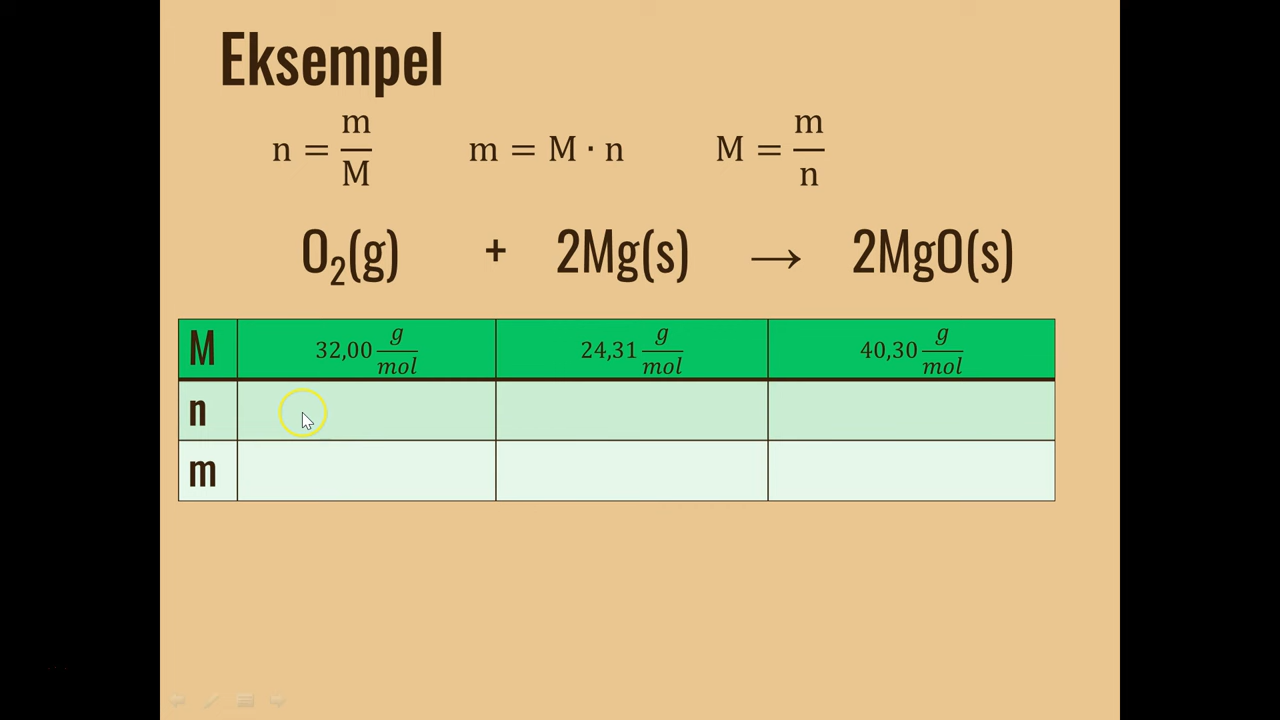 Eksempel
n = m/M m = M · n M = m/n
O₂(g) + 2Mg(s) → 2MgO(s)
M 32,00 g/mol 24,31 g/mol 40,30 g/mol
n
m